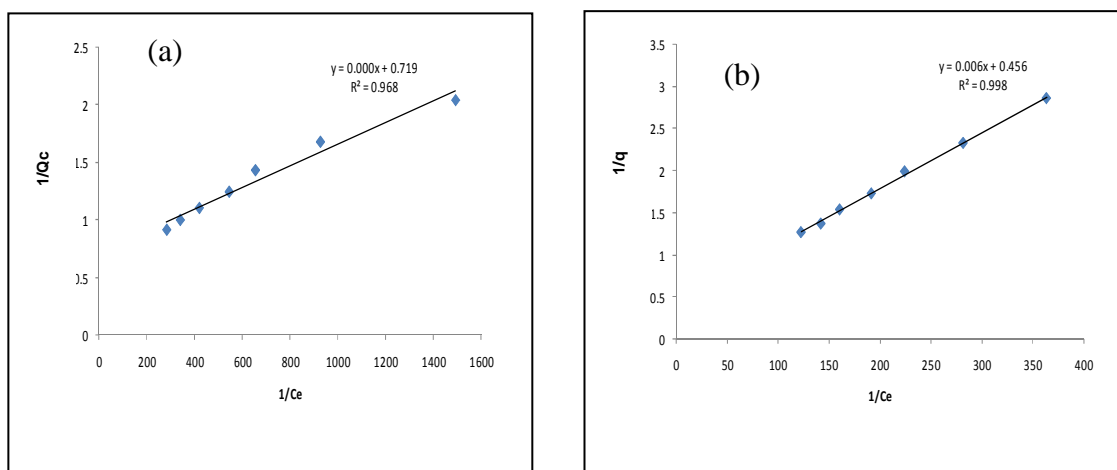 (a)
y = 0.000x + 0.719
R² = 0.968
2.5
2
1.5
1
0.5
0
0 200 400 600 800 1000 1200 1400 1600
1/Qc
1/Ce
(b)
y = 0.006x + 0.456
R² = 0.998
3.5
3
2.5
2
1.5
1
0.5
0
0 50 100 150 200 250 300 350 400
1/q
1/Ce